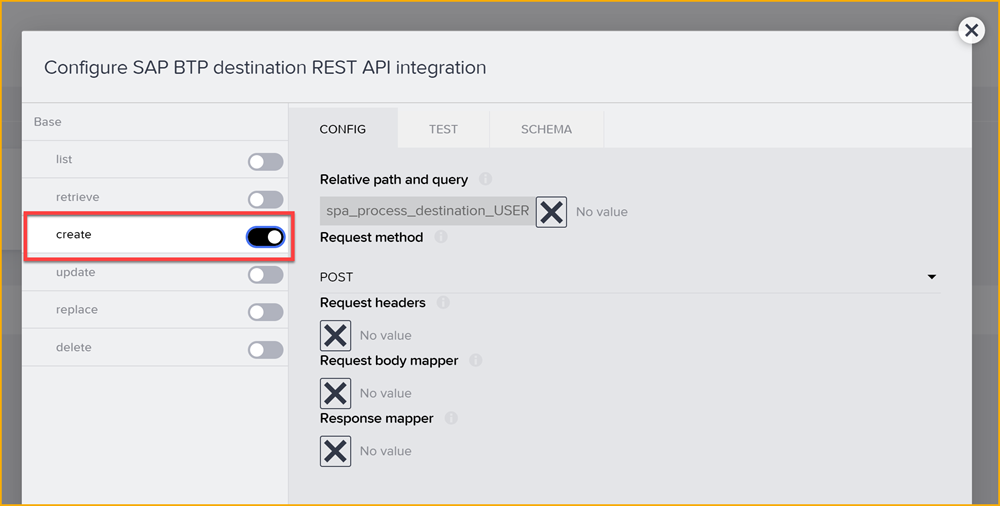 Configure SAP BTP destination REST API integration
Base
list
retrieve
create
update
replace
delete
CONFIG TEST SCHEMA
Relative path and query
spa_process_destination_USER No value
Request method
POST
Request headers
No value
Request body mapper
No value
Response mapper
No value